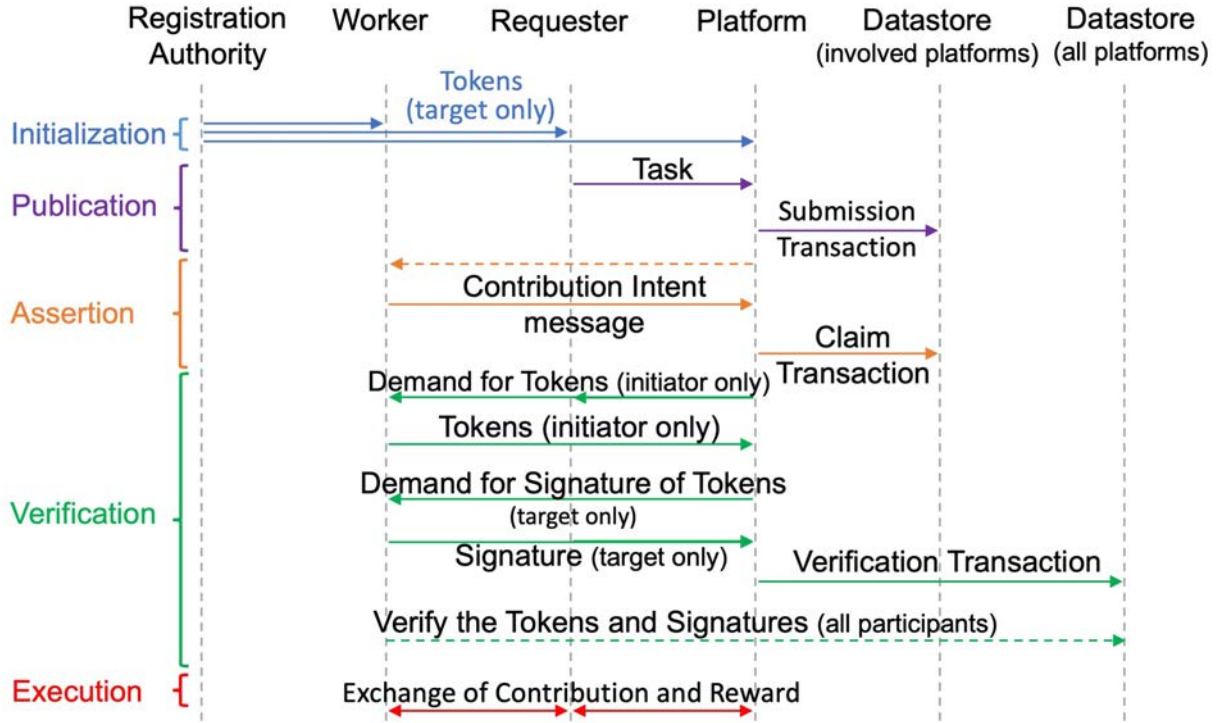 Registration
Authority
Worker
Requester
Platform
Datastore
(involved platforms)
Datastore
(all platforms)
Tokens
(target only)
Initialization
Task
Publication
Submission
Transaction
Contribution Intent
message
Assertion
Claim
Transaction
Demand for Tokens (initiator only)
Tokens (initiator only)
Demand for Signature of Tokens
(target only)
Verification
Signature (target only)
Verification Transaction
Verify the Tokens and Signatures (all participants)
Execution
Exchange of Contribution and Reward